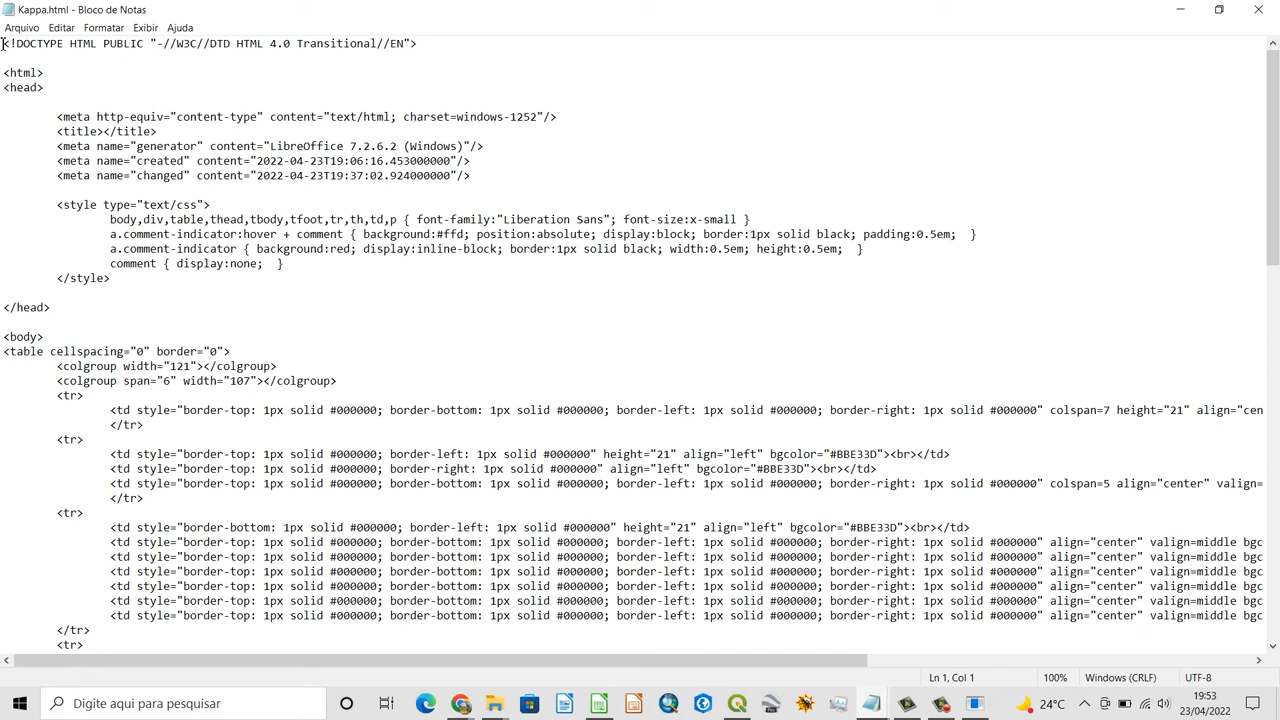 Kappa.html - Bloco de Notas
Arquivo Editar Formatar Exibir Ajuda
<!DOCTYPE HTML PUBLIC "-//W3C//DTD HTML 4.0 Transitional//EN">
<html>
<head>
<meta http-equiv="content-type" content="text/html; charset=windows-1252"/>
<title></title>
<meta name="generator" content="LibreOffice 7.2.6.2 (Windows)"/>
<meta name="created" content="2022-04-23T19:06:16.453000000"/>
<meta name="changed" content="2022-04-23T19:37:02.924000000"/>
<style type="text/css">
body,div,table,thead,tbody,tfoot,tr,th,td,p { font-family:"Liberation Sans"; font-size:x-small }
a.comment-indicator:hover + comment { background:#ffd; position:absolute; display:block; border:1px solid black; padding:0.5em;  }
a.comment-indicator { background:red; display:inline-block; border:1px solid black; width:0.5em; height:0.5em;  }
comment { display:none;  }
</style>
</head>
<body>
<table cellspacing="0" border="0">
<colgroup width="121"></colgroup>
<colgroup span="6" width="107"></colgroup>
<tr>
<td style="border-top: 1px solid #000000; border-bottom: 1px solid #000000; border-left: 1px solid #000000; border-right: 1px solid #000000" colspan=7 height="21" align="cen
</tr>
<tr>
<td style="border-top: 1px solid #000000; border-left: 1px solid #000000" height="21" align="left" bgcolor="#BBE33D"><br></td>
<td style="border-top: 1px solid #000000; border-right: 1px solid #000000" align="left" bgcolor="#BBE33D"><br></td>
<td style="border-top: 1px solid #000000; border-bottom: 1px solid #000000; border-left: 1px solid #000000; border-right: 1px solid #000000" colspan=5 align="center" valign=
</tr>
<tr>
<td style="border-bottom: 1px solid #000000; border-left: 1px solid #000000" height="21" align="left" bgcolor="#BBE33D"><br></td>
<td style="border-top: 1px solid #000000; border-bottom: 1px solid #000000; border-left: 1px solid #000000; border-right: 1px solid #000000" align="center" valign=middle bgc
<td style="border-top: 1px solid #000000; border-bottom: 1px solid #000000; border-left: 1px solid #000000; border-right: 1px solid #000000" align="center" valign=middle bgc
<td style="border-top: 1px solid #000000; border-bottom: 1px solid #000000; border-left: 1px solid #000000; border-right: 1px solid #000000" align="center" valign=middle bgc
<td style="border-top: 1px solid #000000; border-bottom: 1px solid #000000; border-left: 1px solid #000000; border-right: 1px solid #000000" align="center" valign=middle bgc
<td style="border-top: 1px solid #000000; border-bottom: 1px solid #000000; border-left: 1px solid #000000; border-right: 1px solid #000000" align="center" valign=middle bgc
<td style="border-top: 1px solid #000000; border-bottom: 1px solid #000000; border-left: 1px solid #000000; border-right: 1px solid #000000" align="center" valign=middle bgc
</tr>
<tr>
Ln 1, Col 1 100% Windows (CRLF) UTF-8
Digite aqui para pesquisar 24°C 19:53
23/04/2022